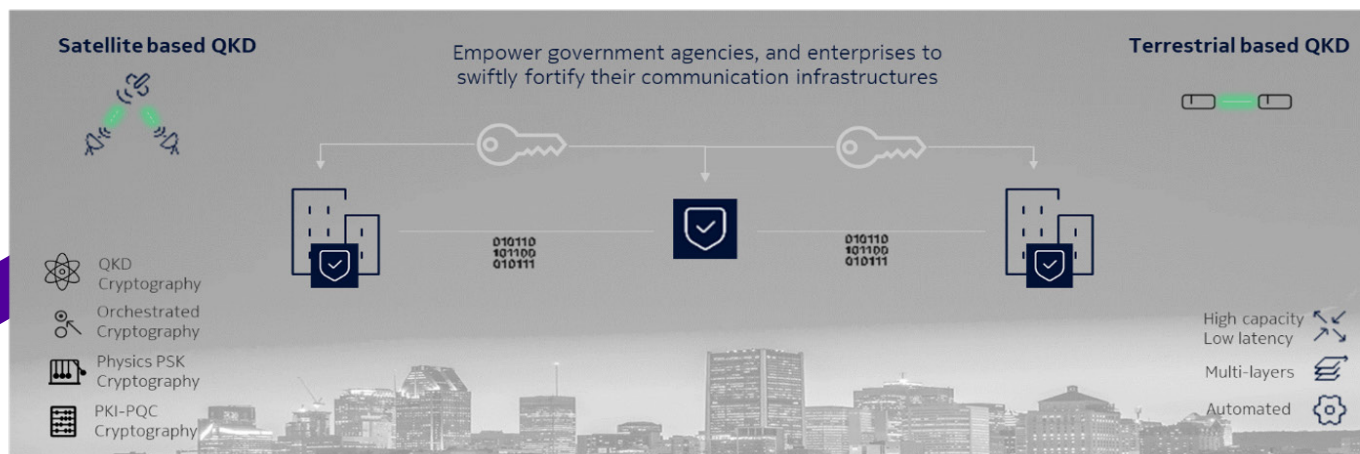 Satellite based QKD
Empower government agencies, and enterprises to
swiftly fortify their communication infrastructures
Terrestrial based QKD
010110
101100
010111
010110
101100
010111
QKD
Cryptography
Orchestrated
Cryptography
Physics PSK
Cryptography
PKI-PQC
Cryptography
High capacity
Low latency
Multi-layers
Automated